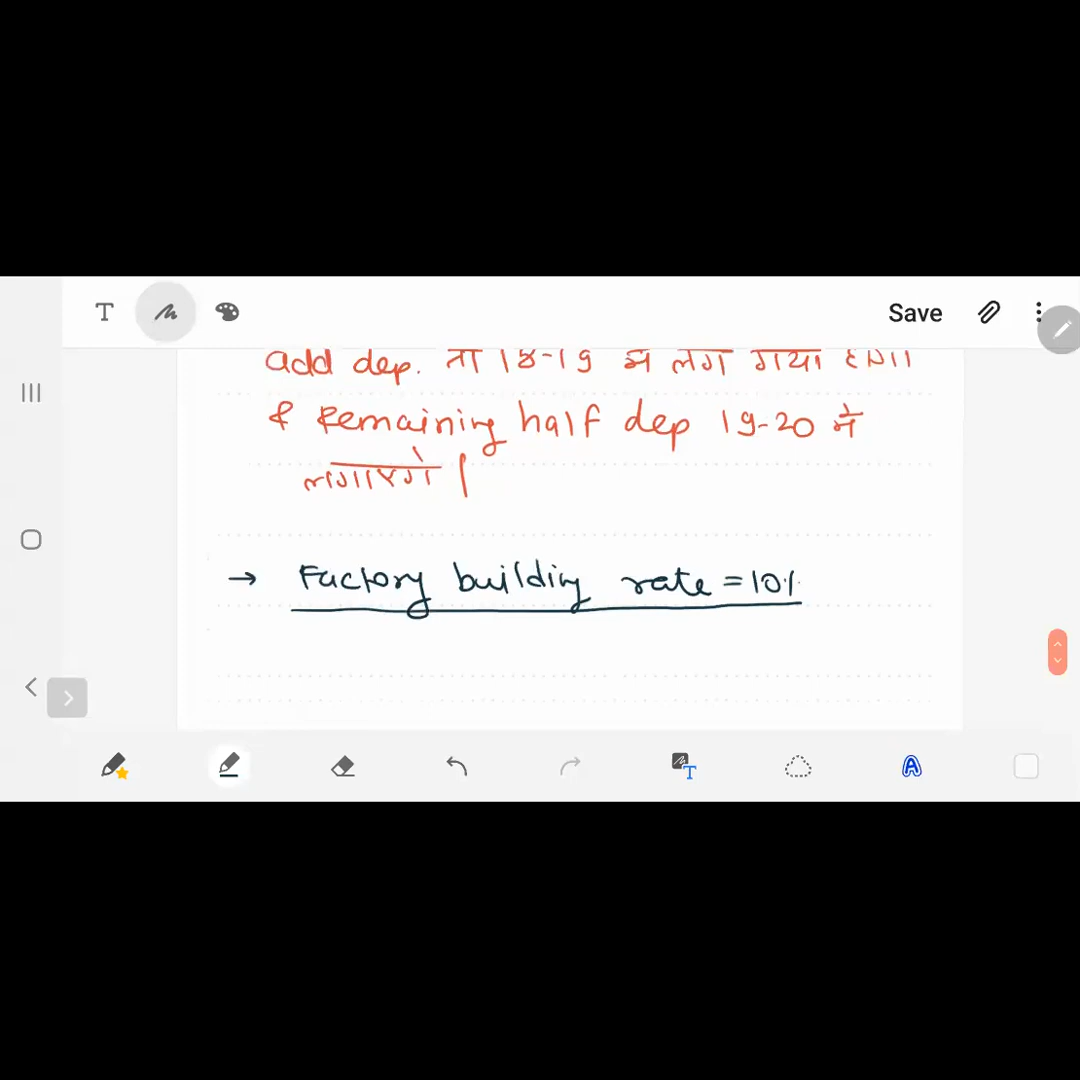 T
Save
add dep. तो 18-19 में लग गया होगा
& Remaining half dep 19-20 में
लगाएंगे |
→ Factory building rate = 10%
T
A